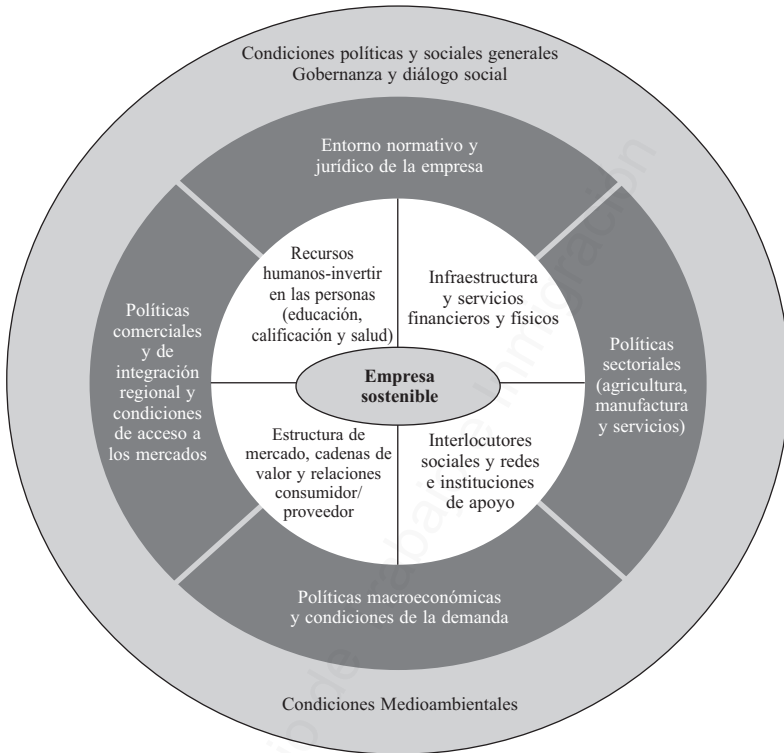 Condiciones políticas y sociales generales
Gobernanza y diálogo social
Entorno normativo y
jurídico de la empresa
Recursos
humanos-invertir
en las personas
(educación,
calificación y salud)
Infraestructura
y servicios
financieros y físicos
Políticas
comerciales
y de
integración
regional y
condiciones
de acceso a
los mercados
Empresa
sostenible
Políticas
sectoriales
(agricultura,
manufactura
y servicios)
Estructura de
mercado, cadenas de
valor y relaciones
consumidor/
proveedor
Interlocutores
sociales y redes
e instituciones
de apoyo
Políticas macroeconómicas
y condiciones de la demanda
Condiciones Medioambientales